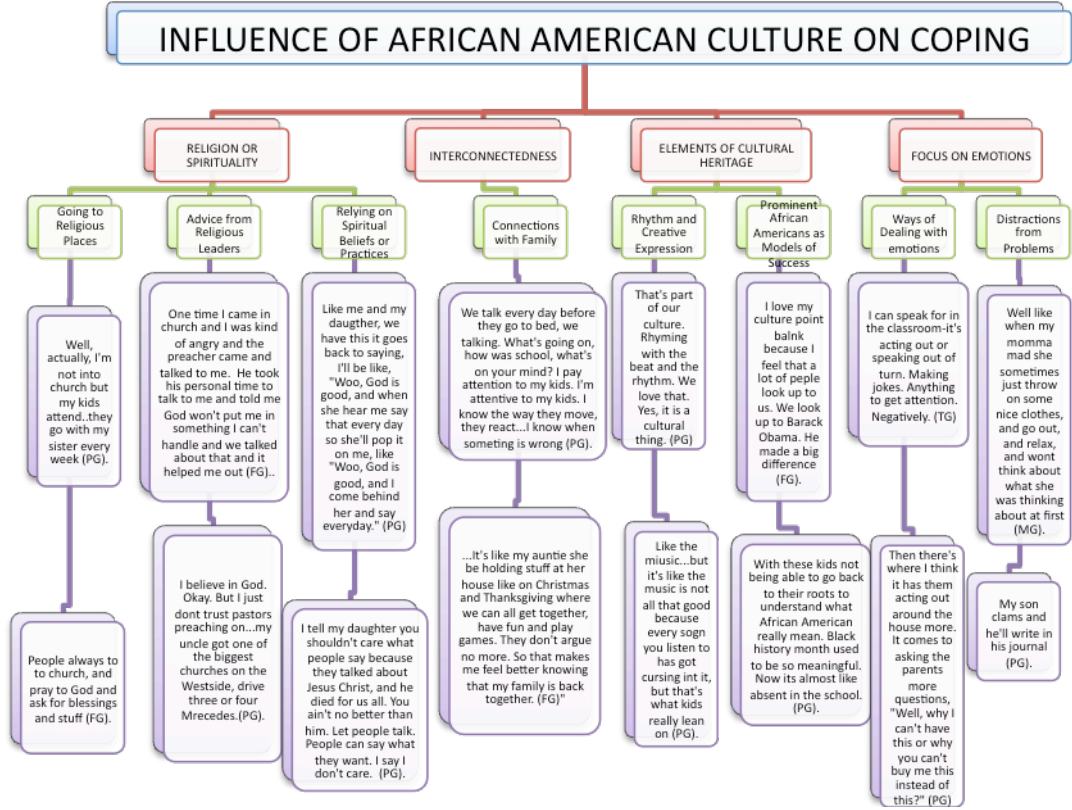 INFLUENCE OF AFRICAN AMERICAN CULTURE ON COPING
RELIGION OR
SPIRITUALITY
INTERCONNECTEDNESS
ELEMENTS OF CULTURAL
HERITAGE
FOCUS ON EMOTIONS
Going to
Religious
Places
Advice from
Religious
Leaders
Relying on
Spiritual
Beliefs or
Practices
Connections
with Family
Rhythm and
Creative
Expression
Prominent
African
Americans as
Models of
Success
Ways of
Dealing with
emotions
Distractions
from
Problems
Well,
actually, I'm
not into
church but
my kids
attend..they
go with my
sister every
week (PG).
One time I came in
church and I was kind
of angry and the
preacher came and
talked to me. He took
his personal time to
talk to me and told me
God won't put me in
something I can't
handle and we talked
about that and it
helped me out (FG)..
Like me and my
daugther, we
have this it goes
back to saying,
I'll be like,
"Woo, God is
good, and when
she hear me say
that every day
so she'll pop it
on me, like
"Woo, God is
good, and I
come behind
her and say
everyday." (PG)
We talk every day before
they go to bed, we
talking. What's going on,
how was school, what's
on your mind? I pay
attention to my kids. I'm
attentive to my kids. I
know the way they move,
they react...I know when
someting is wrong (PG).
That's part
of our
culture.
Rhyming
with the
beat and the
rhythm. We
love that.
Yes, it is a
cultural
thing. (PG)
I love my
culture point
balnk
because I
feel that a
lot of peple
look up to
us. We look
up to Barack
Obama. He
made a big
difference
(FG).
I can speak for in
the classroom-it's
acting out or
speaking out of
turn. Making
jokes. Anything
to get attention.
Negatively. (TG)
Well like
when my
momma
mad she
sometimes
just throw
on some
nice clothes,
and go out,
and relax,
and wont
think about
what she
was thinking
about at first
(MG).
People always to
to church, and
pray to God and
ask for blessings
and stuff (FG).
I believe in God.
Okay. But I just
dont trust pastors
preaching on...my
uncle got one of
the biggest
churches on the
Westside, drive
three or four
Mrecedes.(PG).
I tell my daughter you
shouldn't care what
people say because
they talked about
Jesus Christ, and he
died for us all. You
ain't no better than
him. Let people talk.
People can say what
they want. I say I
don't care. (PG).
...It's like my auntie she
be holding stuff at her
house like on Christmas
and Thanksgiving where
we can all get together,
have fun and play
games. They don't argue
no more. So that makes
me feel better knowing
that my family is back
together. (FG)"
Like the
miusic...but
it's like the
music is not
all that good
because
every sogn
you listen to
has got
cursing int it,
but that's
what kids
really lean
on (PG).
With these kids not
being able to go back
to their roots to
understand what
African American
really mean. Black
history month used
to be so meaningful.
Now its almost like
absent in the school.
(PG).
Then there's
where I think
it has them
acting out
around the
house more.
It comes to
asking the
parents
more
questions,
"Well, why I
can't have
this or why
you can't
buy me this
instead of
this?" (PG)
My son
clams and
he'll write in
his journal
(PG).